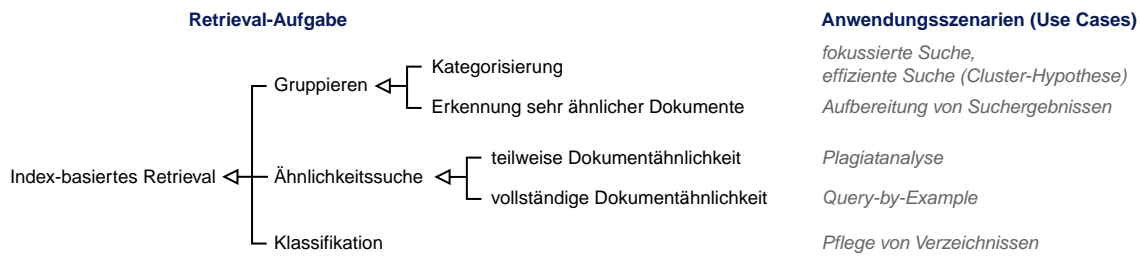 Retrieval-Aufgabe
Anwendungsszenarien (Use Cases)
Index-basiertes Retrieval
Gruppieren
Kategorisierung
fokussierte Suche,
effiziente Suche (Cluster-Hypothese)
Erkennung sehr ähnlicher Dokumente
Aufbereitung von Suchergebnissen
Ähnlichkeitssuche
teilweise Dokumentähnlichkeit
Plagiatanalyse
vollständige Dokumentähnlichkeit
Query-by-Example
Klassifikation
Pflege von Verzeichnissen